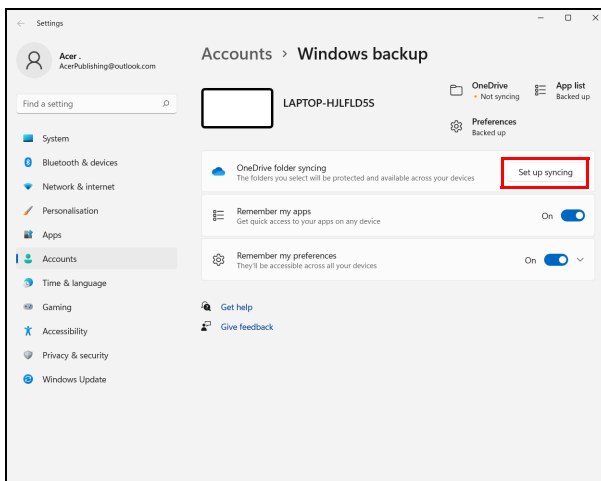 Settings
Acer .
AcerPublishing@outlook.com
Find a setting
System
Bluetooth & devices
Network & internet
Personalisation
Apps
Accounts
Time & language
Gaming
Accessibility
Privacy & security
Windows Update
Accounts > Windows backup
LAPTOP-HJLFLD5S
OneDrive
• Not syncing
App list
Backed up
Preferences
Backed up
OneDrive folder syncing
The folders you select will be protected and available across your devices
Set up syncing
Remember my apps
Get quick access to your apps on any device
On
Remember my preferences
They'll be accessible across all your devices
On
Get help
Give feedback